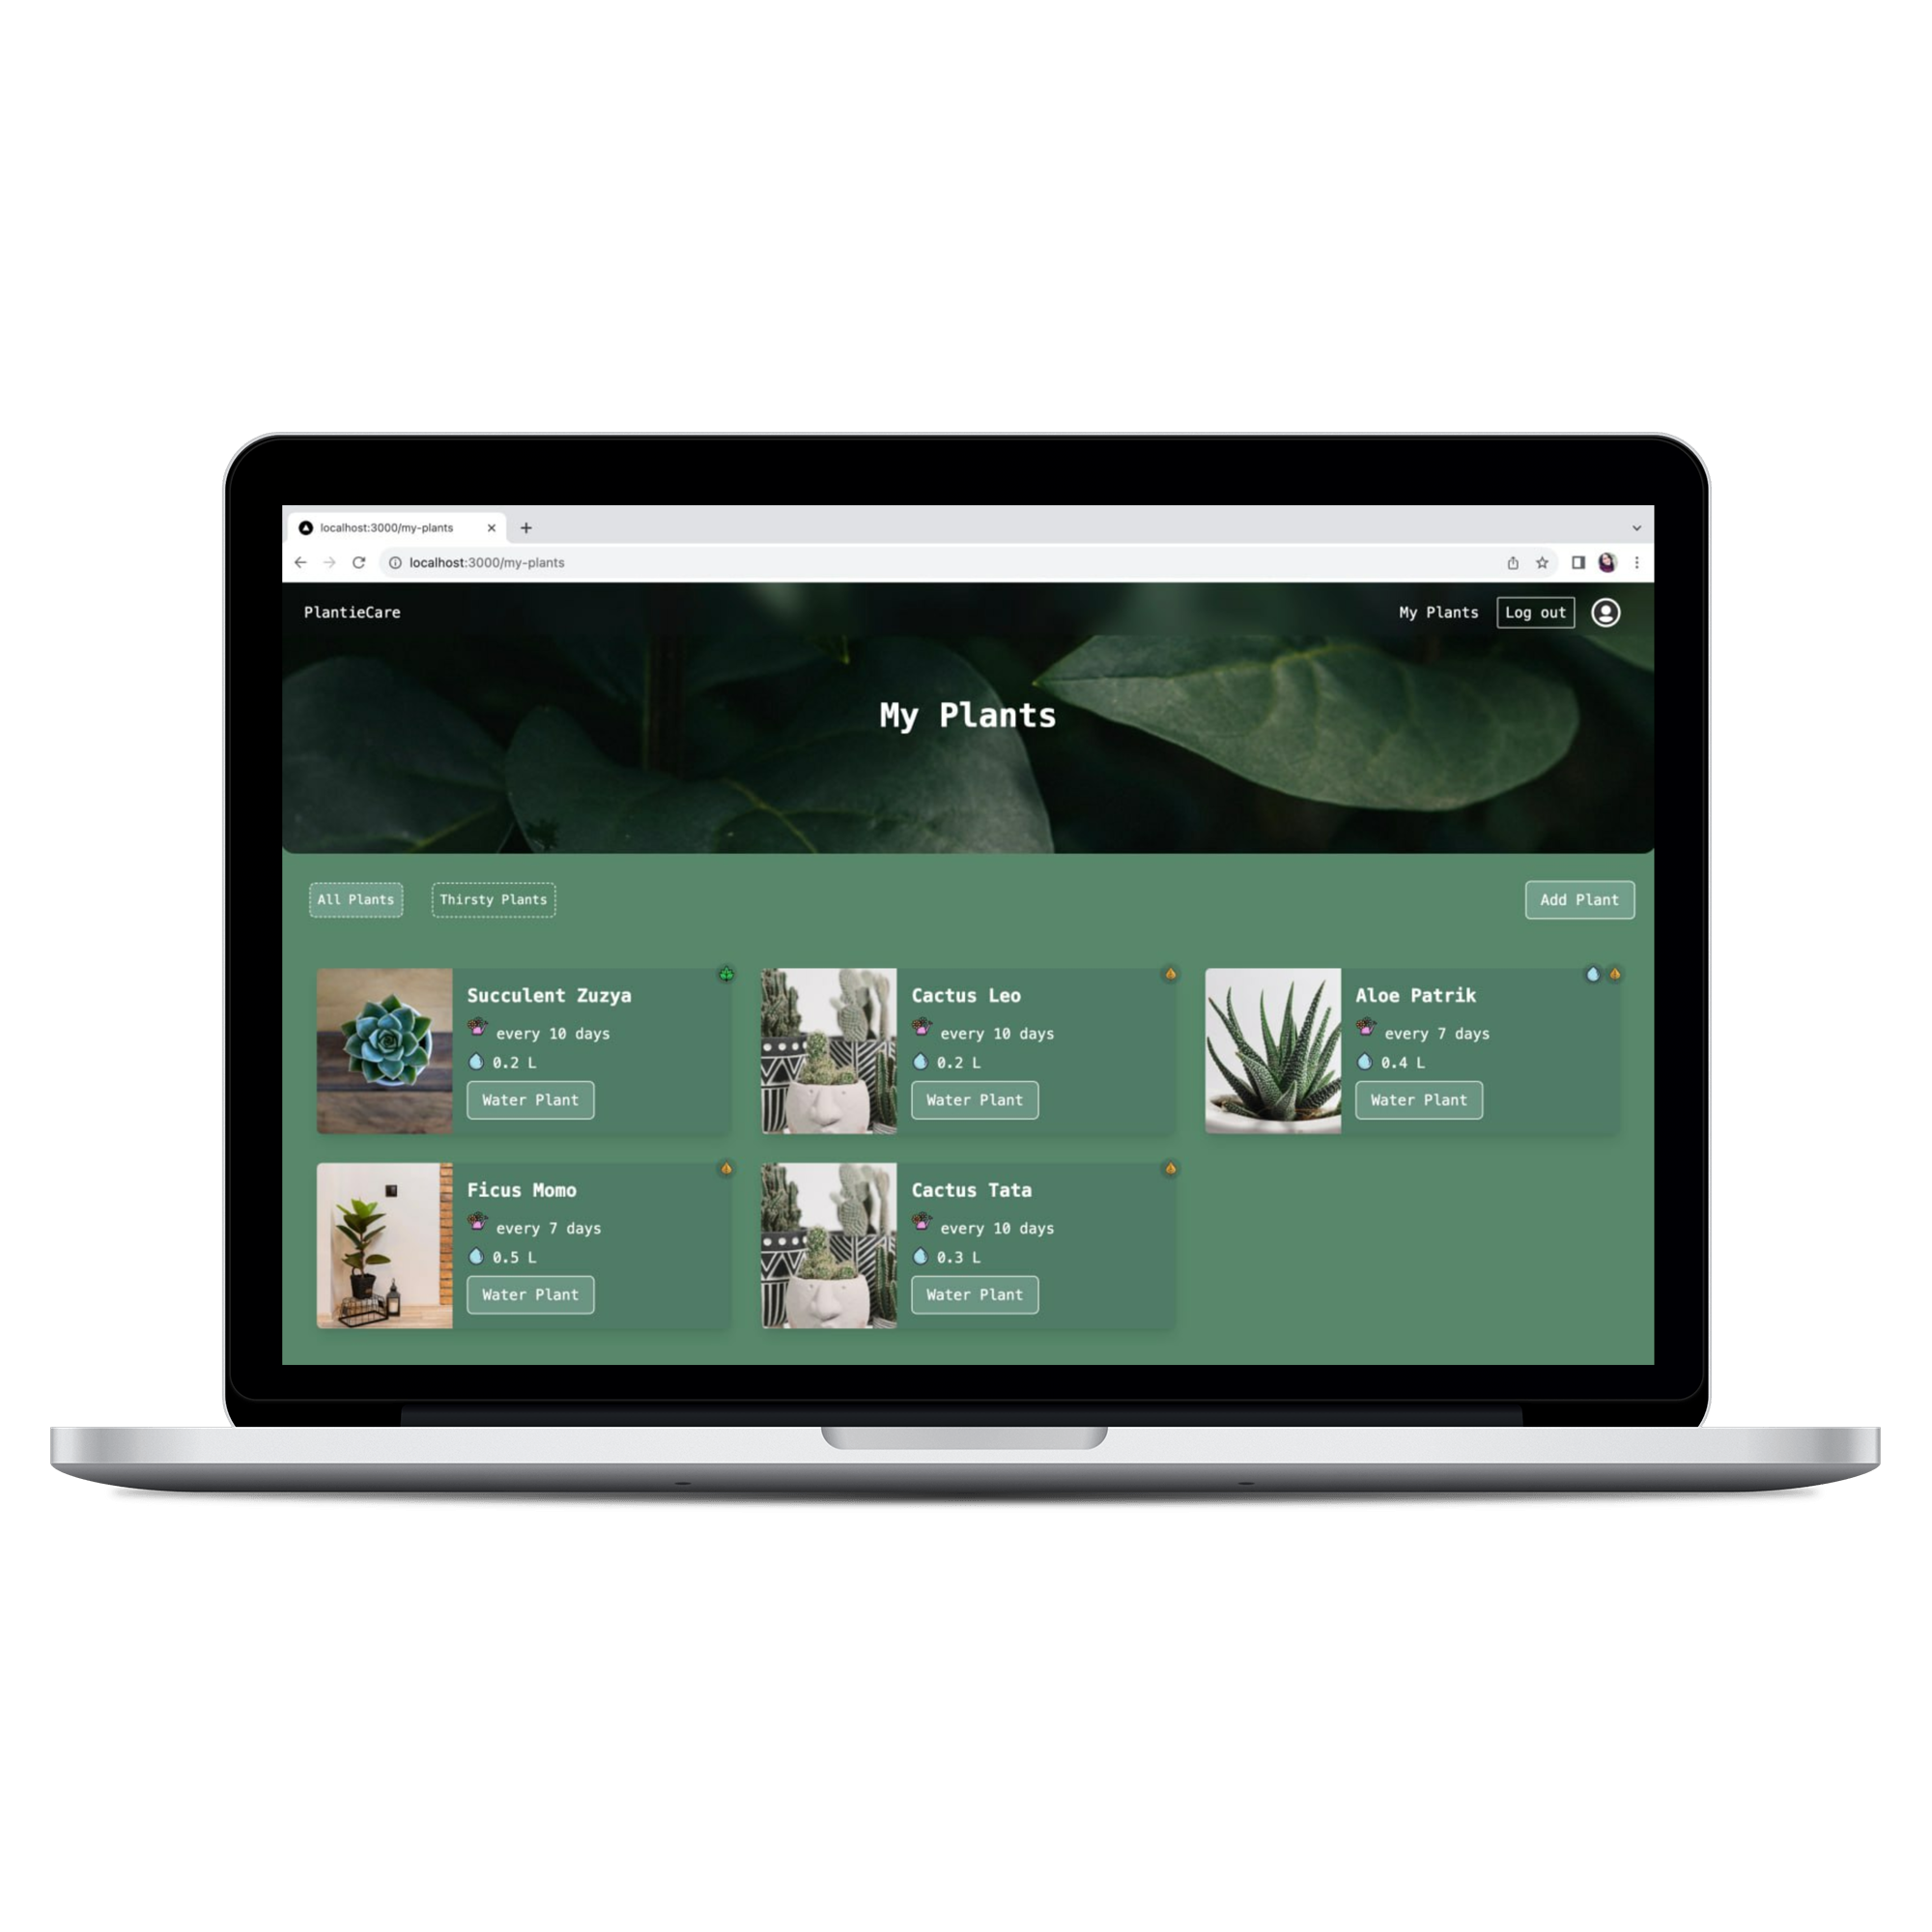 localhost:3000/my-plants
localhost:3000/my-plants
PlantieCare
My Plants
Log out
My Plants
All Plants
Thirsty Plants
Add Plant
Succulent Zuzya
every 10 days
0.2 L
Water Plant
Cactus Leo
every 10 days
0.2 L
Water Plant
Aloe Patrik
every 7 days
0.4 L
Water Plant
Ficus Momo
every 7 days
0.5 L
Water Plant
Cactus Tata
every 10 days
0.3 L
Water Plant